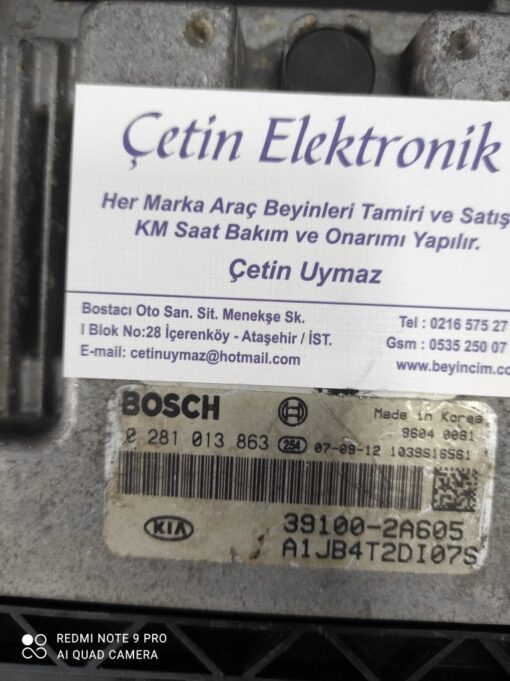 Çetin Elektronik
Her Marka Araç Beyinleri Tamiri ve Satış
KM Saat Bakım ve Onarımı Yapılır.
Çetin Uymaz
Bostacı Oto San. Sit. Menekşe Sk.
I Blok No:28 İçerenköy - Ataşehir / İST.
E-mail: cetinuymaz@hotmail.com
Tel : 0216 575 27
Gsm : 0535 250 07
www.beyincim.co
BOSCH
Made in Korea
9604 0081
0 281 013 863 254 07-09-12 1039S16561
KIA
39100-2A605
A1JB4T2DI07S
REDMI NOTE 9 PRO
AI QUAD CAMERA